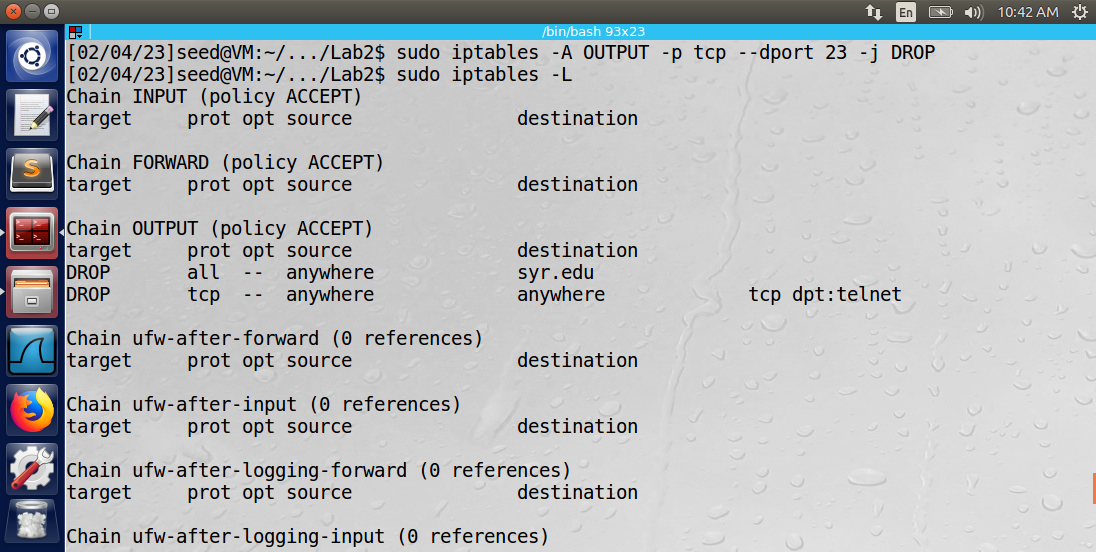 En 10:42 AM
/bin/bash 93x23
[02/04/23]seed@VM:~/.../Lab2$ sudo iptables -A OUTPUT -p tcp --dport 23 -j DROP
[02/04/23]seed@VM:~/.../Lab2$ sudo iptables -L
Chain INPUT (policy ACCEPT)
target     prot opt source               destination
Chain FORWARD (policy ACCEPT)
target     prot opt source               destination
Chain OUTPUT (policy ACCEPT)
target     prot opt source               destination
DROP       all  --  anywhere             syr.edu
DROP       tcp  --  anywhere             anywhere             tcp dpt:telnet
Chain ufw-after-forward (0 references)
target     prot opt source               destination
Chain ufw-after-input (0 references)
target     prot opt source               destination
Chain ufw-after-logging-forward (0 references)
target     prot opt source               destination
Chain ufw-after-logging-input (0 references)